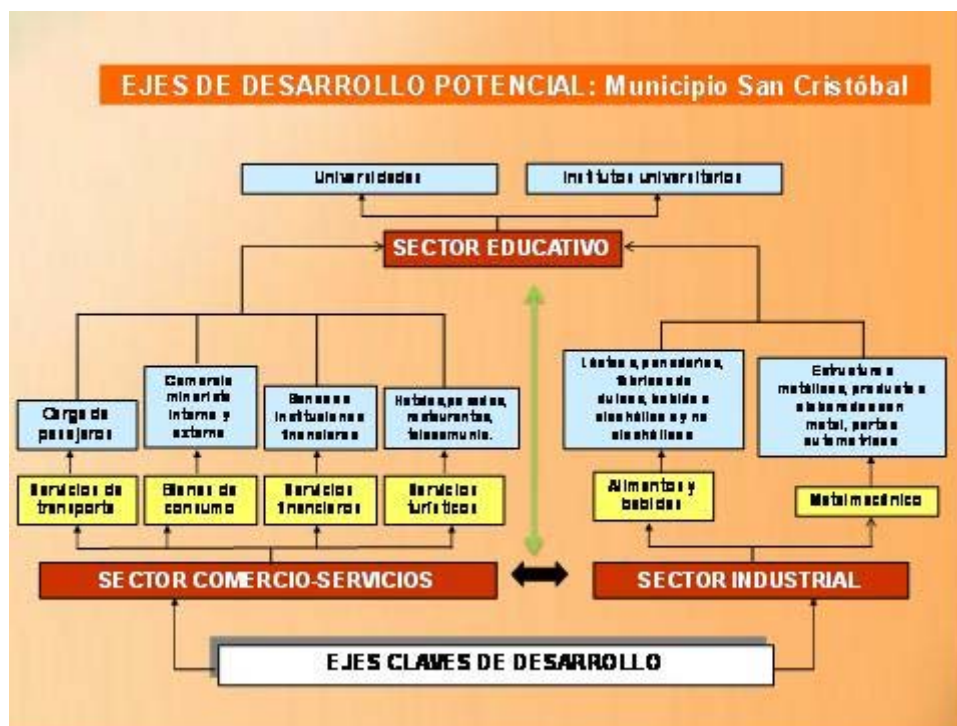 EJES DE DESARROLLO POTENCIAL: Municipio San Cristóbal
Universidades
Institutos universitarios
SECTOR EDUCATIVO
Carga de
pasajeros
Comercio
minorista
interno y
externo
Bancos e
instituciones
financieras
Hoteles, posadas,
restaurantes,
telecomunic.
Lácteos, panaderías,
fábrica de
dulces, bebidas
alcohólicas y no
alcohólicas
Estructuras
metálicas, productos
elaborados con
metal, partes
automotrices
Servicios de
transporte
Bienes de
consumo
Servicios
financieros
Servicios
turísticos
Alimentos y
bebidas
Metalmecánico
SECTOR COMERCIO-SERVICIOS
SECTOR INDUSTRIAL
EJES CLAVES DE DESARROLLO